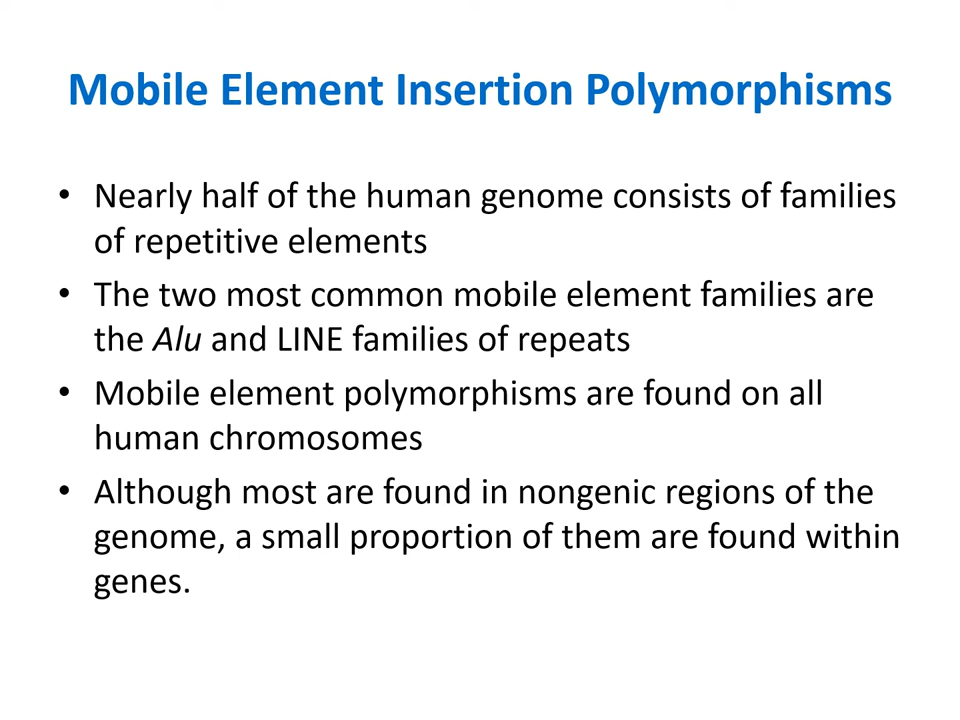 Mobile Element Insertion Polymorphisms
• Nearly half of the human genome consists of families
of repetitive elements
• The two most common mobile element families are
the Alu and LINE families of repeats
• Mobile element polymorphisms are found on all
human chromosomes
• Although most are found in nongenic regions of the
genome, a small proportion of them are found within
genes.